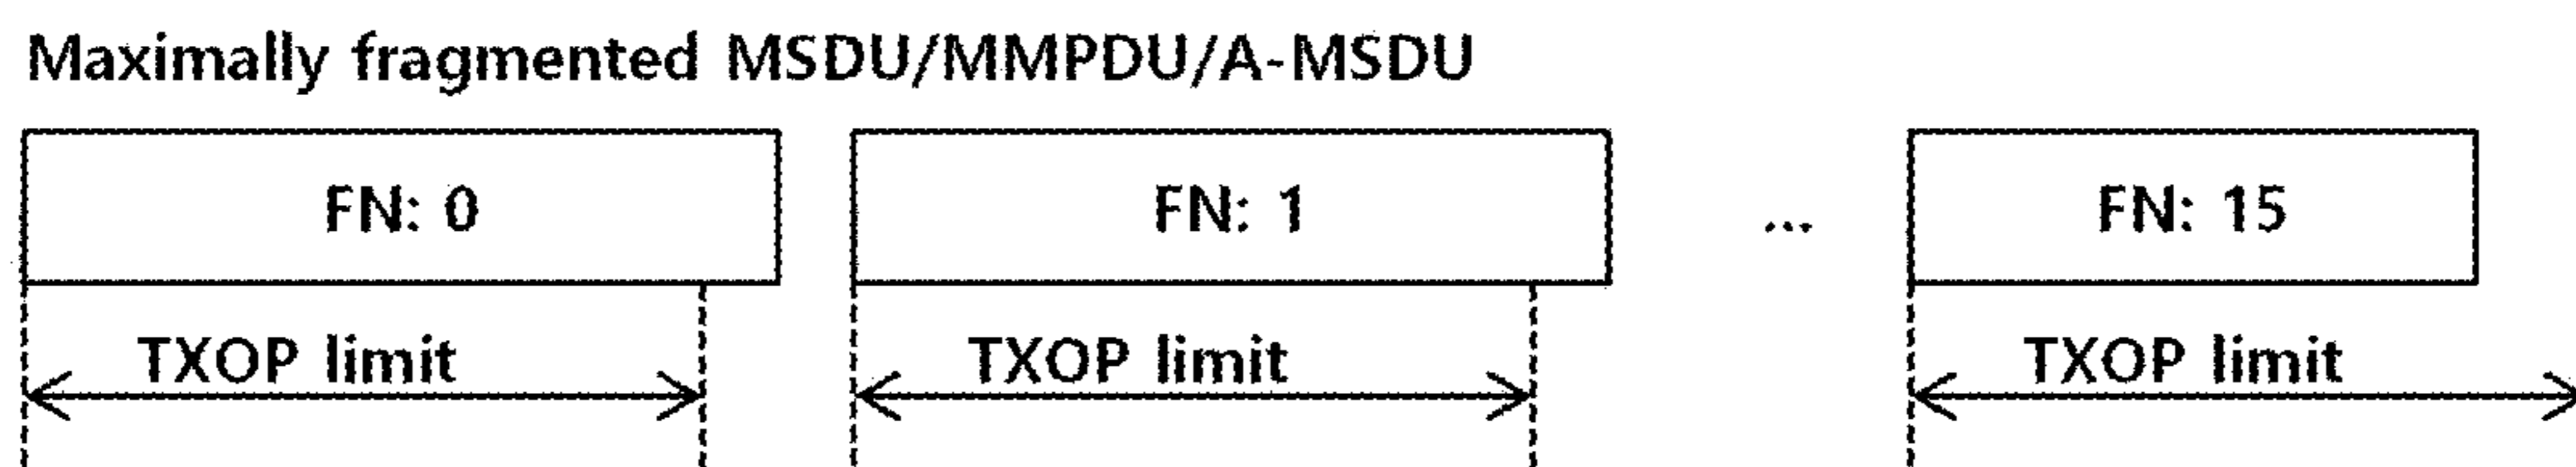 Maximally fragmented MSDU/MMPDU/A-MSDU
FN: 0 FN: 1 ... FN: 15
TXOP limit TXOP limit TXOP limit